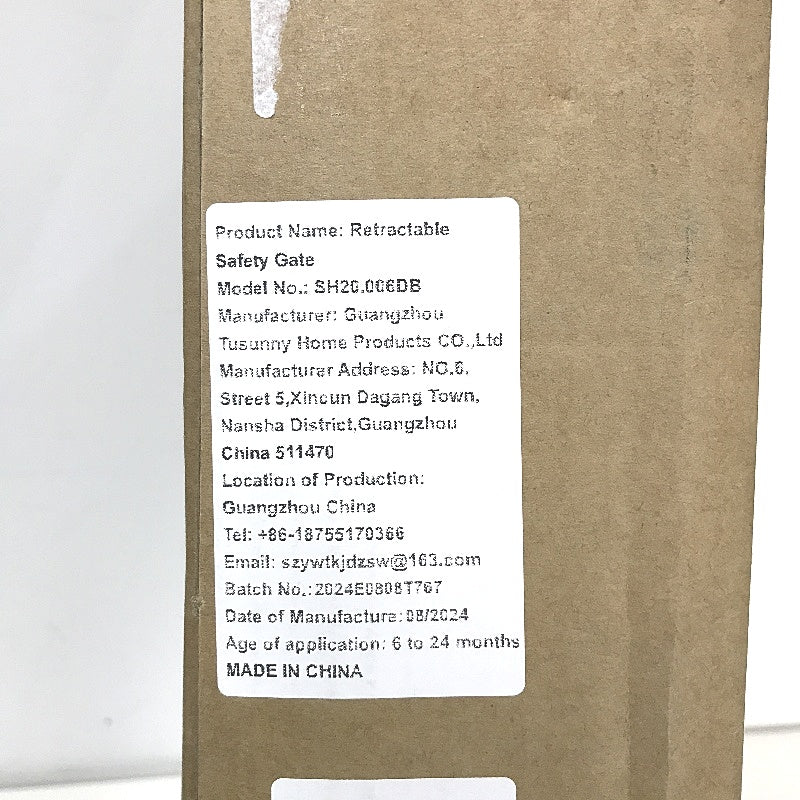 Product Name: Retractable
Safety Gate
Model No.: SH20.006DB
Manufacturer: Guangzhou
Tusunny Home Products CO.,Ltd
Manufacturer Address: NO.6,
Street 5,Xincun Dagang Town,
Nansha District,Guangzhou
China 511470
Location of Production:
Guangzhou China
Tel: +86-18755170366
Email: szywtkjdzsw@163.com
Batch No.:2024E0808T767
Date of Manufacture:08/2024
Age of application: 6 to 24 months
MADE IN CHINA